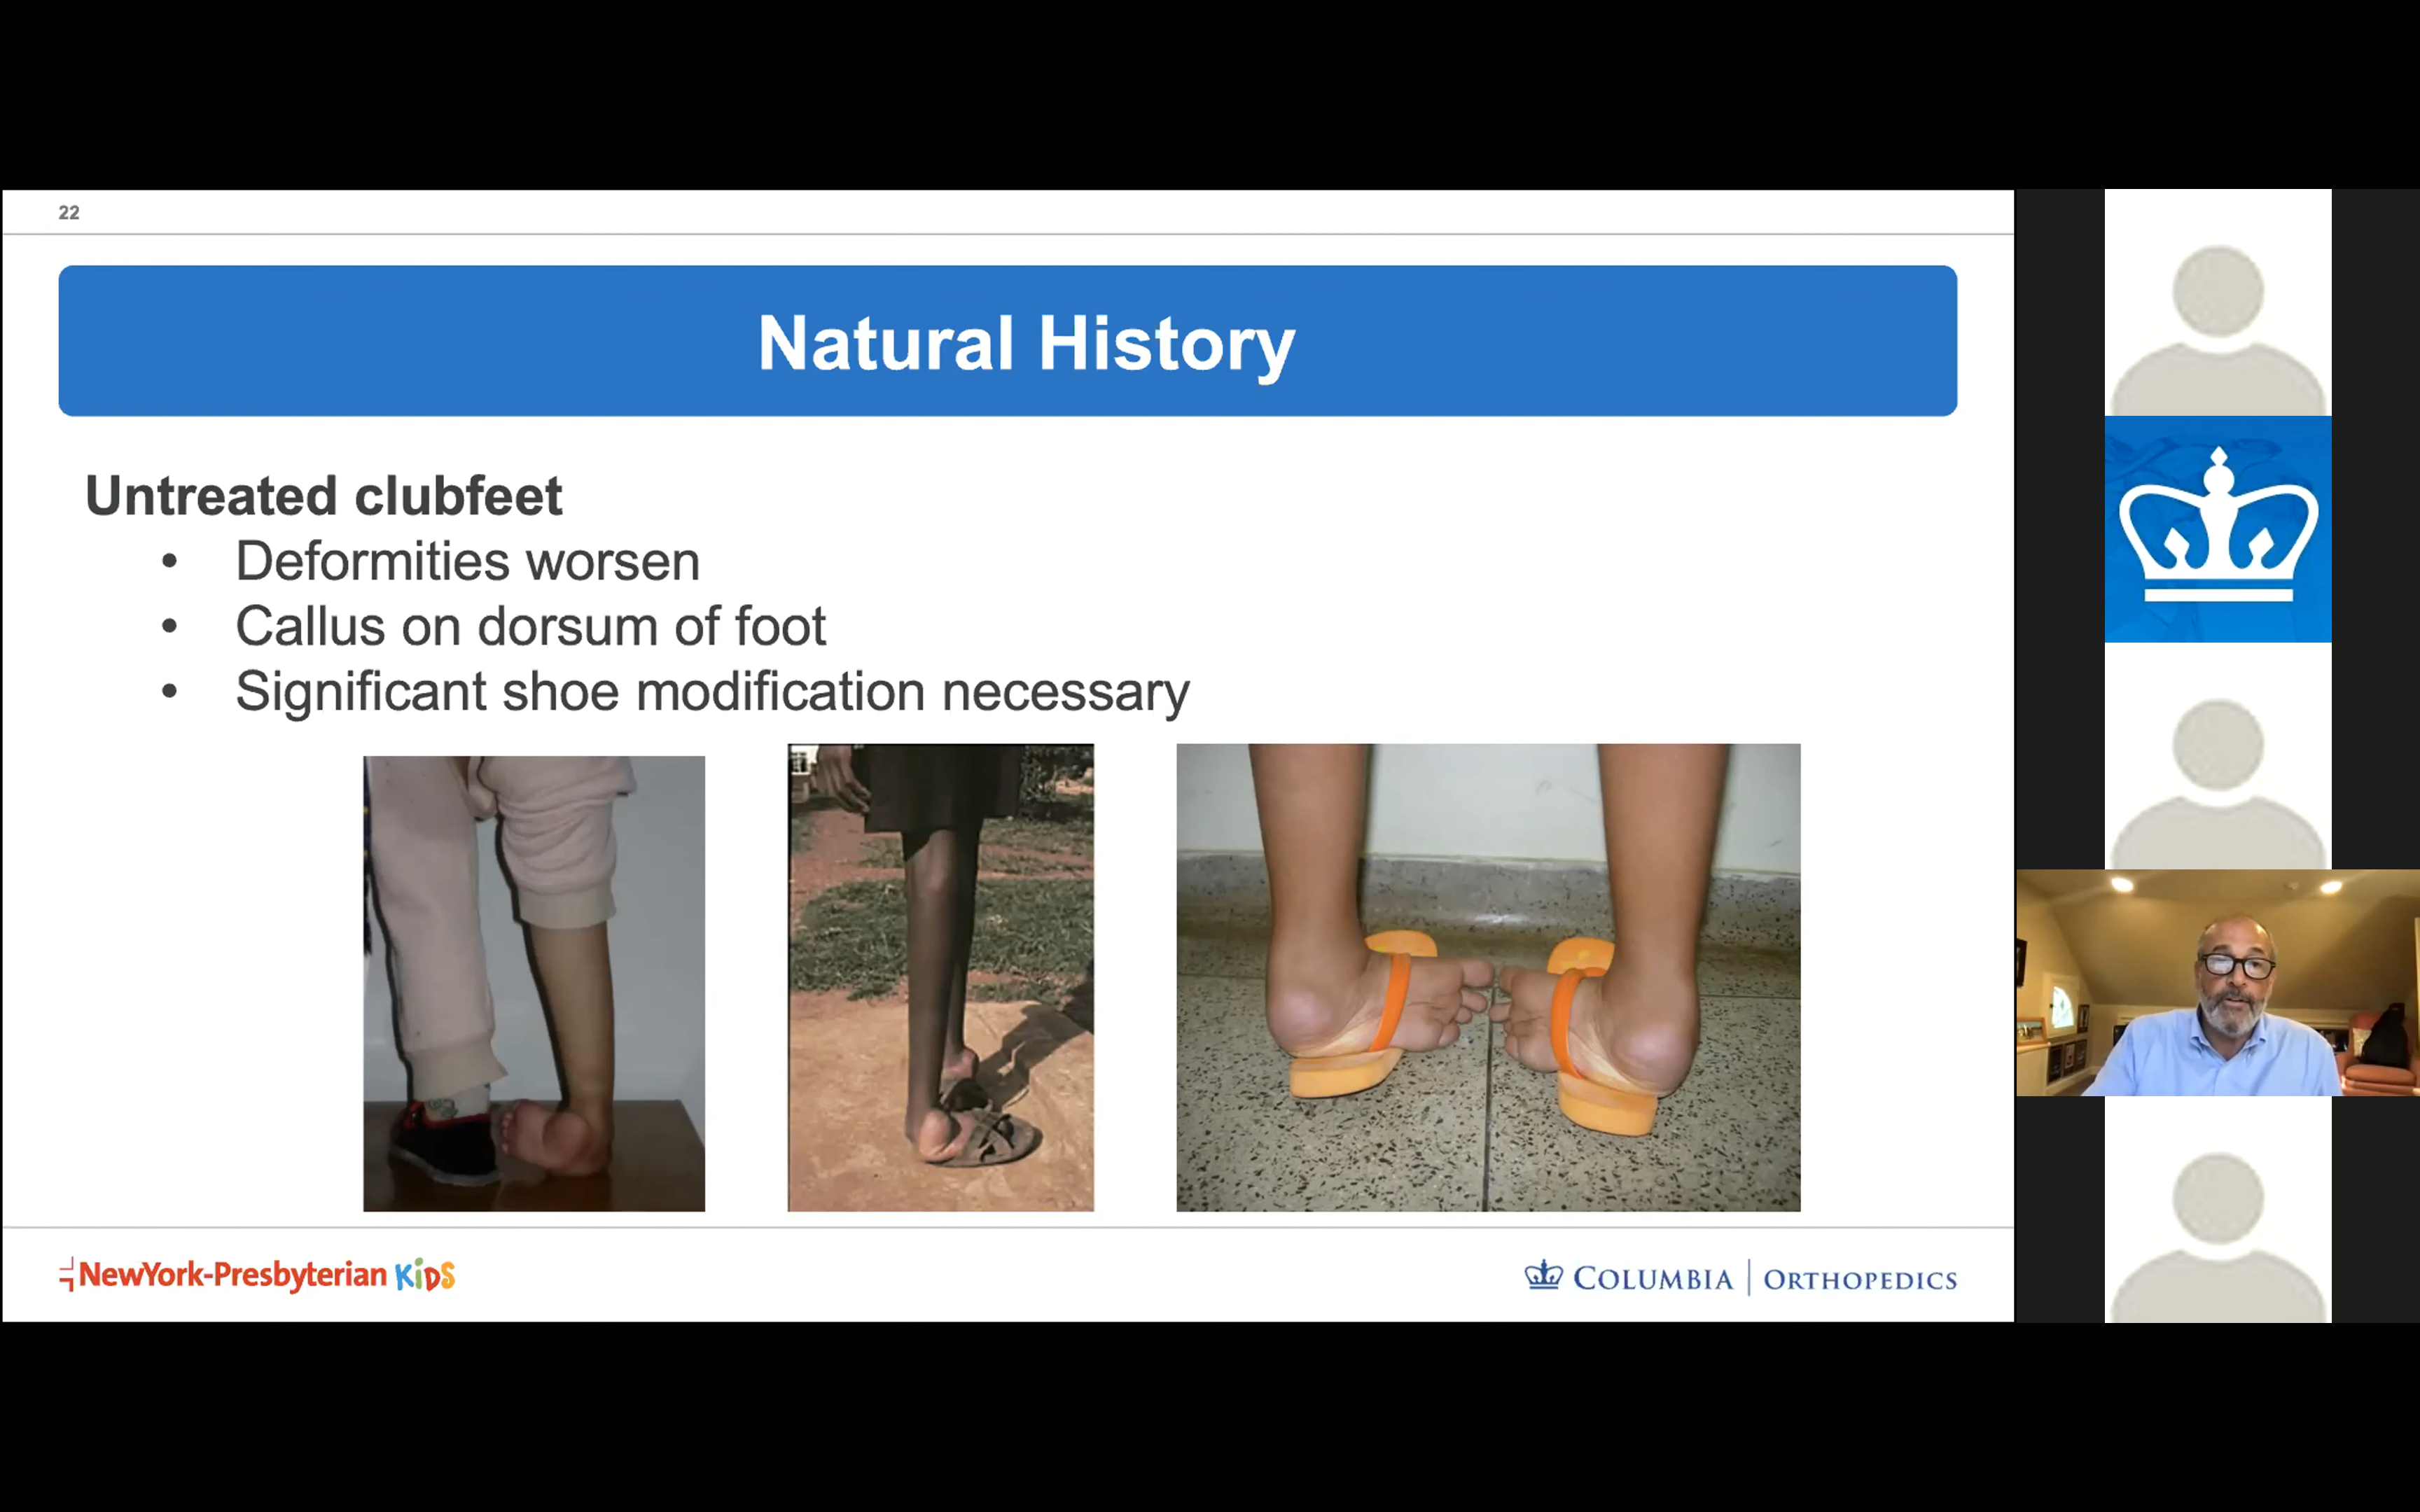 22
Natural History
Untreated clubfeet
• Deformities worsen
• Callus on dorsum of foot
• Significant shoe modification necessary
NewYork-Presbyterian KiDS
COLUMBIA | ORTHOPEDICS